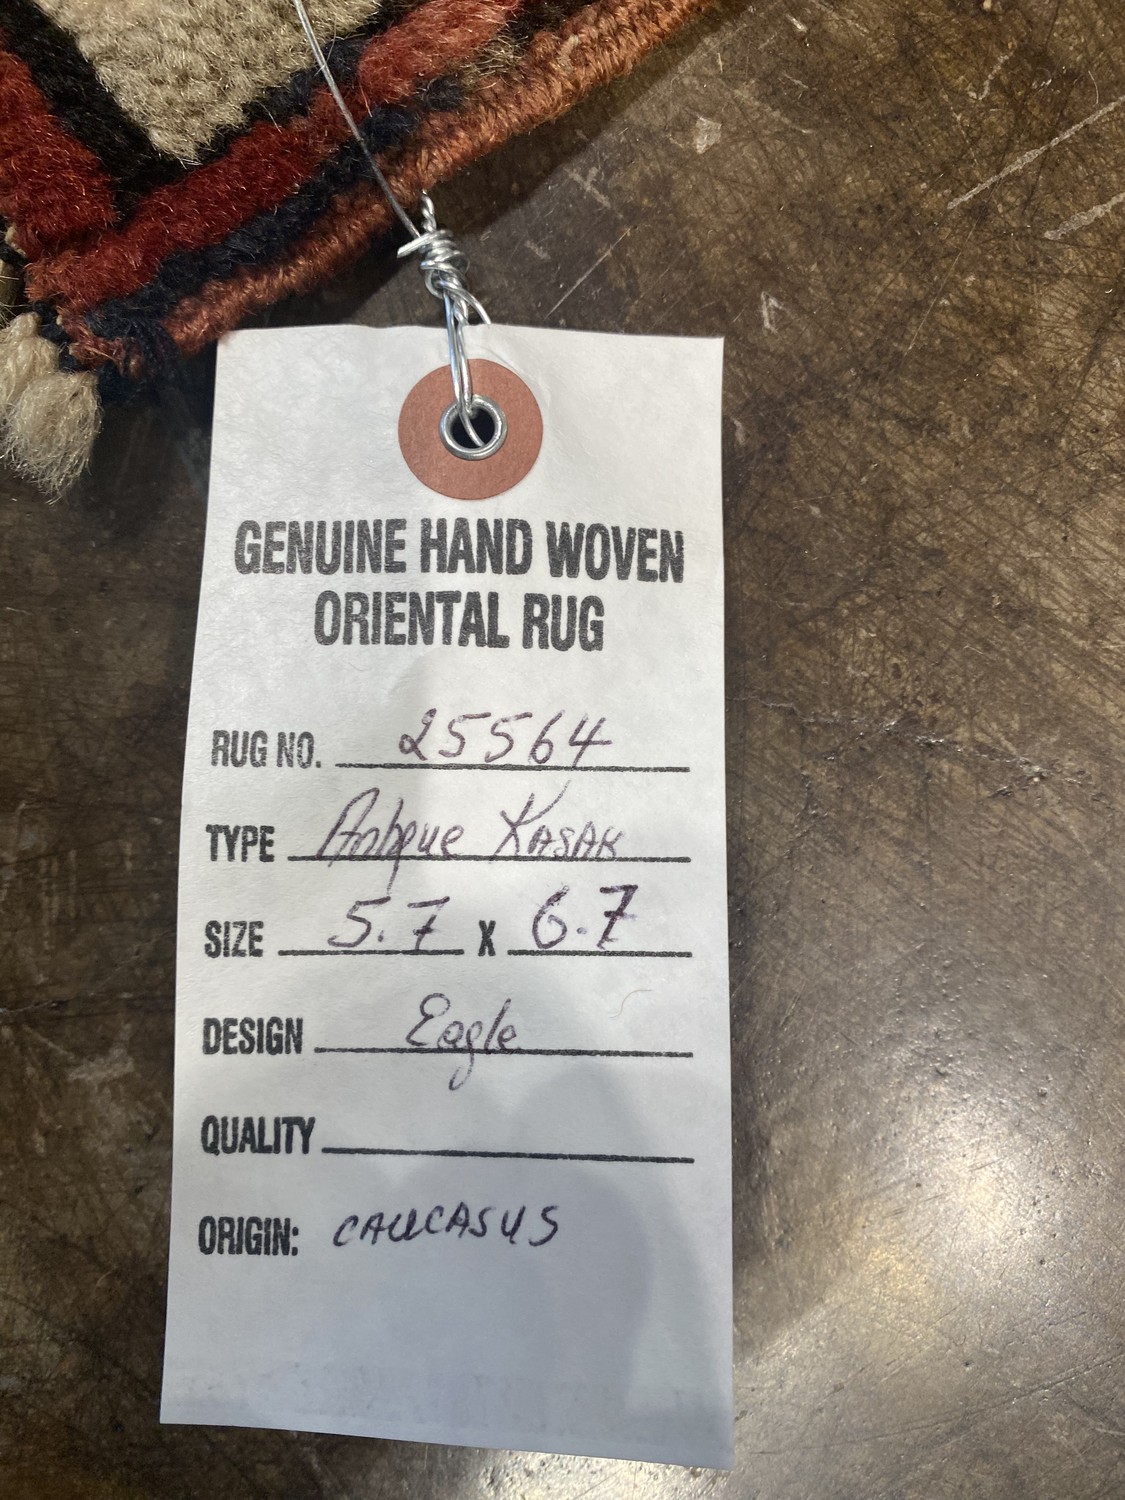 GENUINE HAND WOVEN
ORIENTAL RUG
RUG NO. 25564
TYPE Antique KASAK
SIZE 5.7 X 6.7
DESIGN Eagle
QUALITY
ORIGIN: CAUCASUS